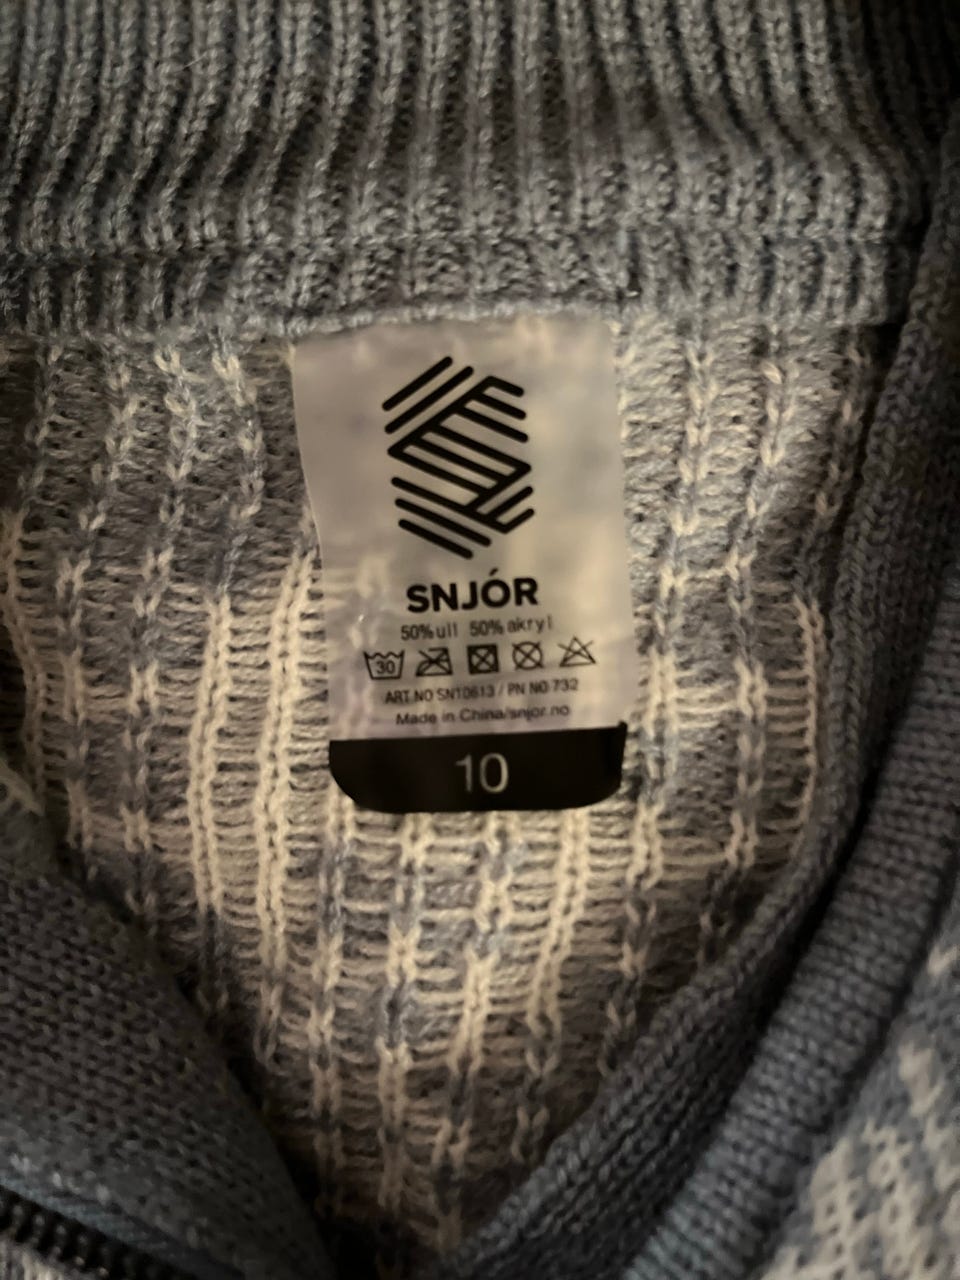 SNJÓR
50% ull 50% akryl
30
ART.NO SN10613 / PN NO 732
Made in China/snjor.no
10